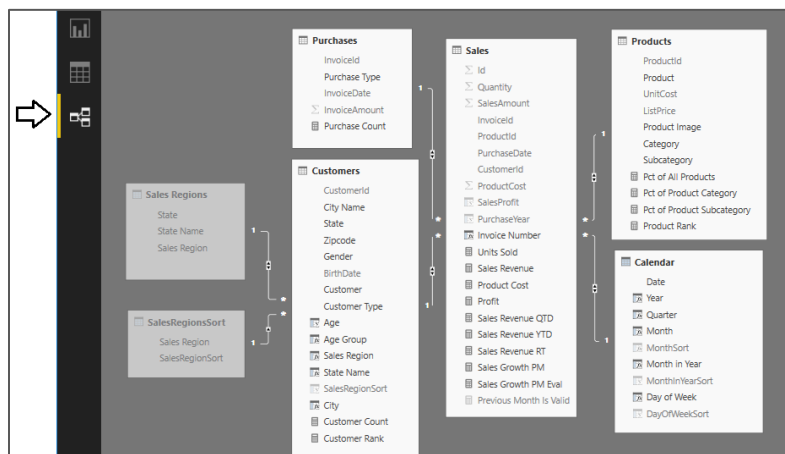 Purchases
InvoiceId
Purchase Type
InvoiceDate
InvoiceAmount
Purchase Count
Sales
Id
Quantity
SalesAmount
InvoiceId
ProductId
PurchaseDate
CustomerId
ProductCost
SalesProfit
PurchaseYear
Invoice Number
Units Sold
Sales Revenue
Product Cost
Profit
Sales Revenue QTD
Sales Revenue YTD
Sales Revenue RT
Sales Growth PM
Sales Growth PM Eval
Previous Month Is Valid
Products
ProductId
Product
UnitCost
ListPrice
Product Image
Category
Subcategory
Pct of All Products
Pct of Product Category
Pct of Product Subcategory
Product Rank
Customers
CustomerId
City Name
State
Zipcode
Gender
BirthDate
Customer
Customer Type
Age
Age Group
Sales Region
State Name
SalesRegionSort
City
Customer Count
Customer Rank
Sales Regions
State
State Name
Sales Region
SalesRegionsSort
Sales Region
SalesRegionSort
Calendar
Date
Year
Quarter
Month
MonthSort
Month in Year
MonthInYearSort
Day of Week
DayOfWeekSort
1
*
1
*
1
*
1
*
1
*
1
*